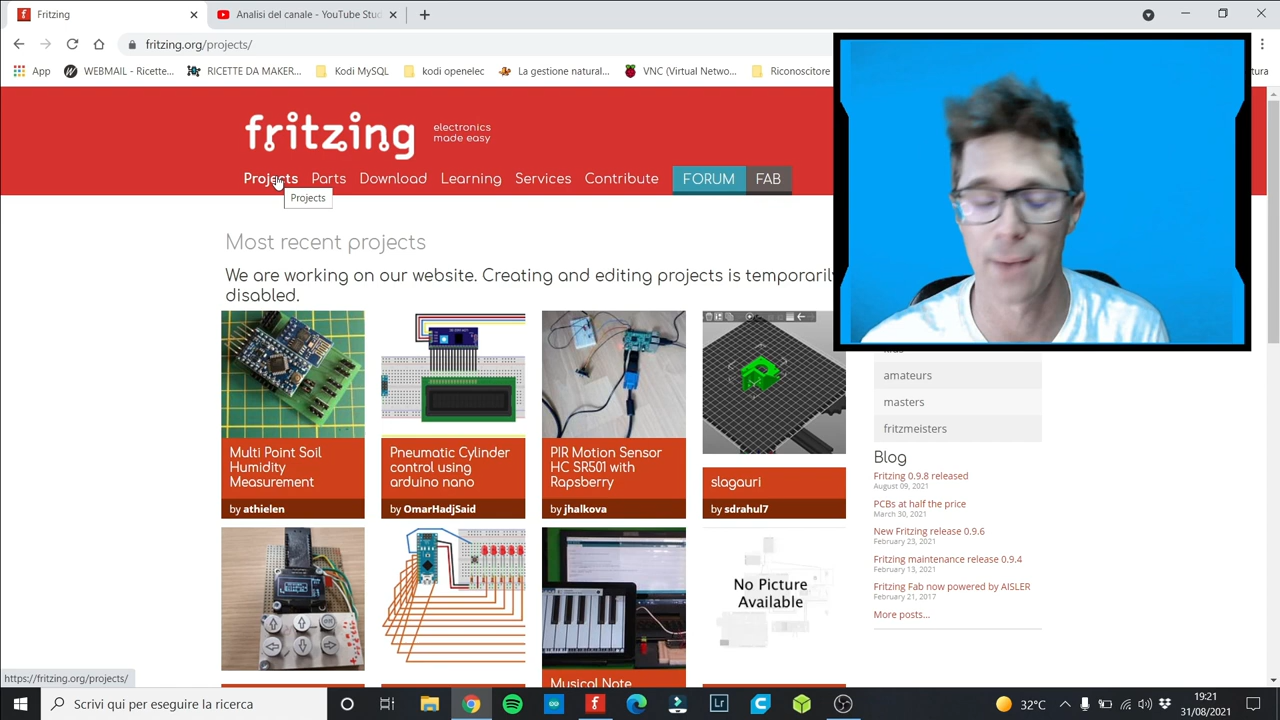 Fritzing
Analisi del canale - YouTube Stud
fritzing.org/projects/
App
WEBMAIL - Ricette...
RICETTE DA MAKER...
Kodi MySQL
kodi openelec
La gestione natural...
VNC (Virtual Netwo...
Riconoscitore
tura
fritzing
electronics
made easy
Projects
Parts
Download
Learning
Services
Contribute
FORUM
FAB
Projects
Most recent projects
We are working on our website. Creating and editing projects is temporarily
disabled.
Multi Point Soil
Humidity
Measurement
by athielen
Pneumatic Cylinder
control using
arduino nano
by OmarHadjSaid
PIR Motion Sensor
HC SR501 with
Rapsberry
by jhalkova
slagauri
by sdrahul7
No Picture
Available
Musical Note
kids
amateurs
masters
fritzmeisters
Blog
Fritzing 0.9.8 released
August 09, 2021
PCBs at half the price
March 30, 2021
New Fritzing release 0.9.6
February 23, 2021
Fritzing maintenance release 0.9.4
February 13, 2021
Fritzing Fab now powered by AISLER
February 21, 2017
More posts...
https://fritzing.org/projects/
Scrivi qui per eseguire la ricerca
32°C
19:21
31/08/2021